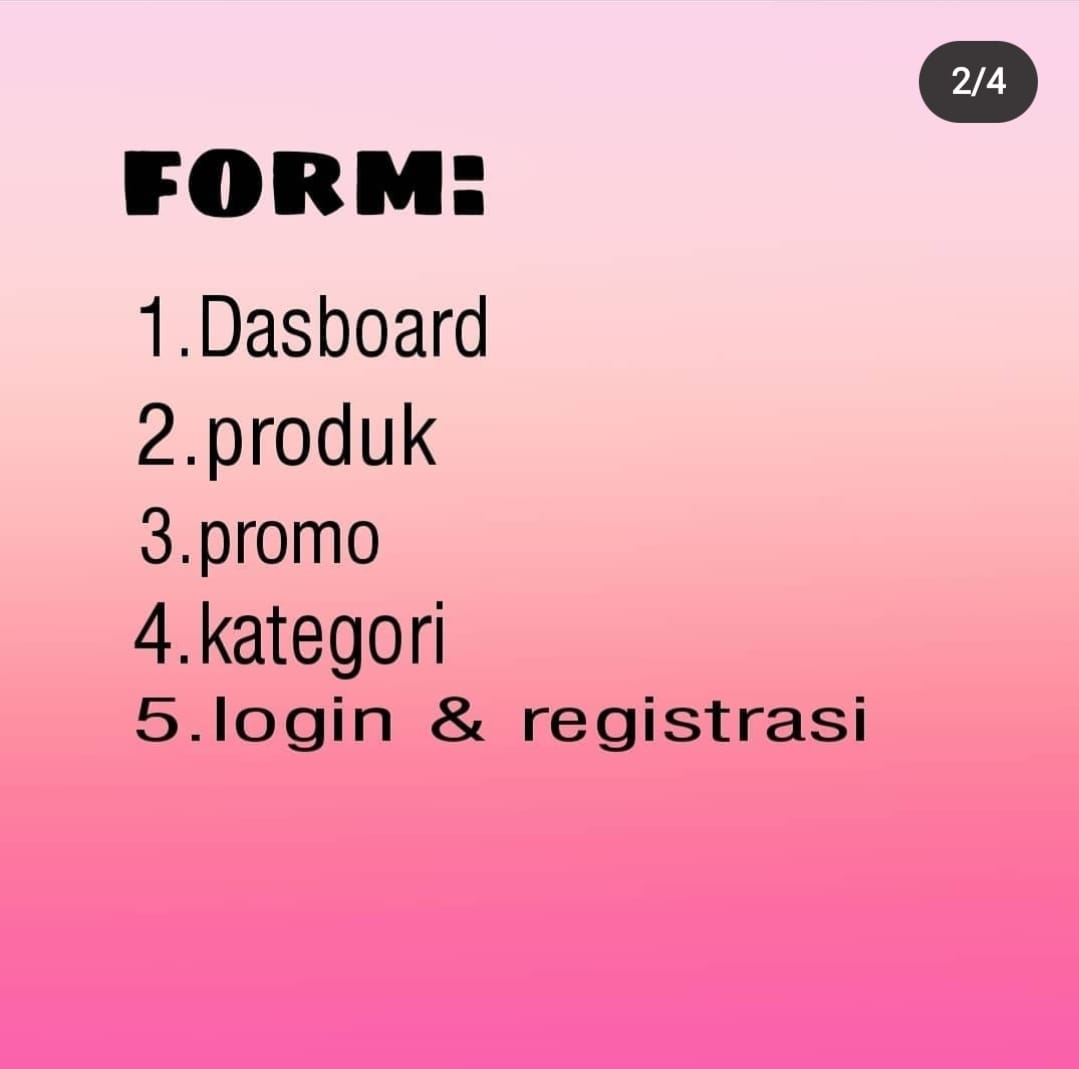 2/4
FORM:
1.Dasboard
2.produk
3.promo
4.kategori
5.login & registrasi